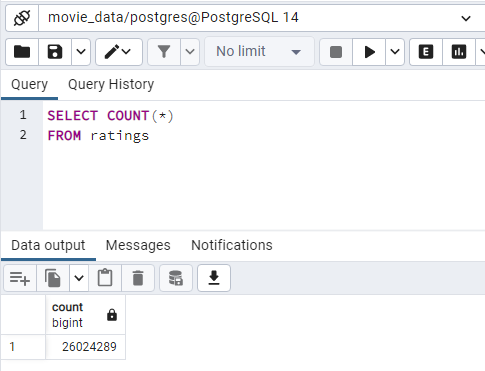 movie_data/postgres@PostgreSQL 14
No limit
E
Query Query History
1 SELECT COUNT(*)
2 FROM ratings
Data output Messages Notifications
count
bigint
1 26024289